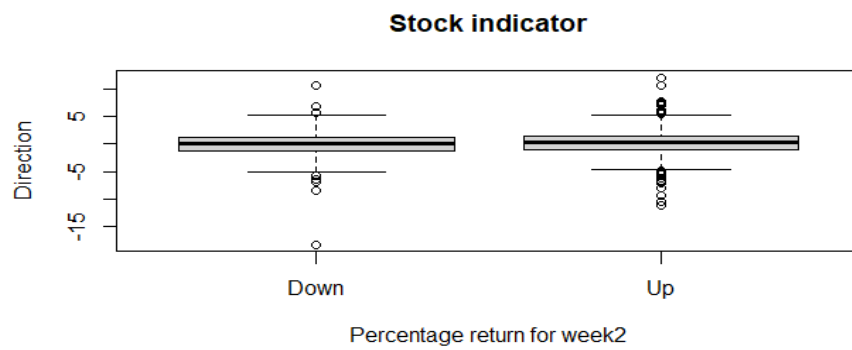 Stock indicator
Direction
5
-5
-15
Down Up
Percentage return for week2